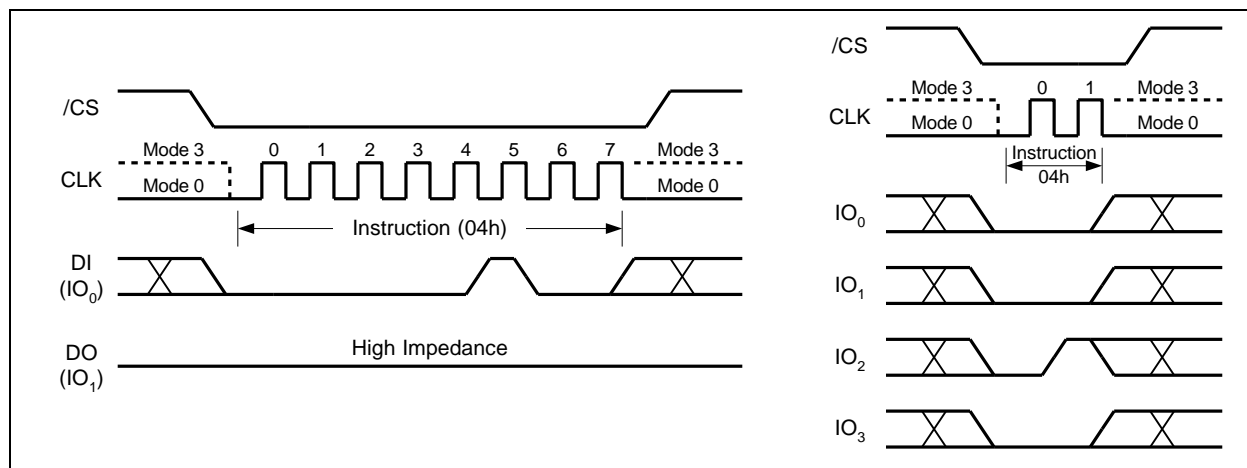 /CS
Mode 3 0 1 2 3 4 5 6 7 Mode 3
CLK
Mode 0 Mode 0
Instruction (04h)
DI
(IO0)
High Impedance
DO
(IO1)
/CS
Mode 3 0 1 Mode 3
CLK
Mode 0 Mode 0
Instruction
04h
IO0
IO1
IO2
IO3